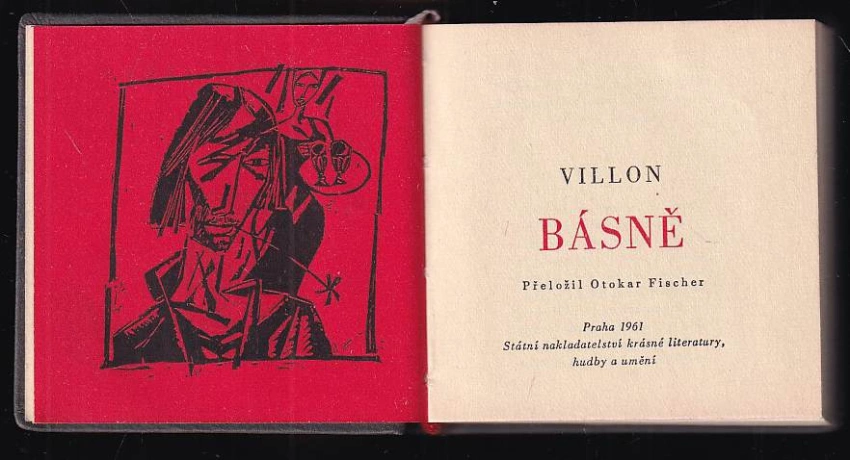 VILLON
BÁSNĚ
Přeložil Otokar Fischer
Praha 1961
Státní nakladatelství krásné literatury,
hudby a umění